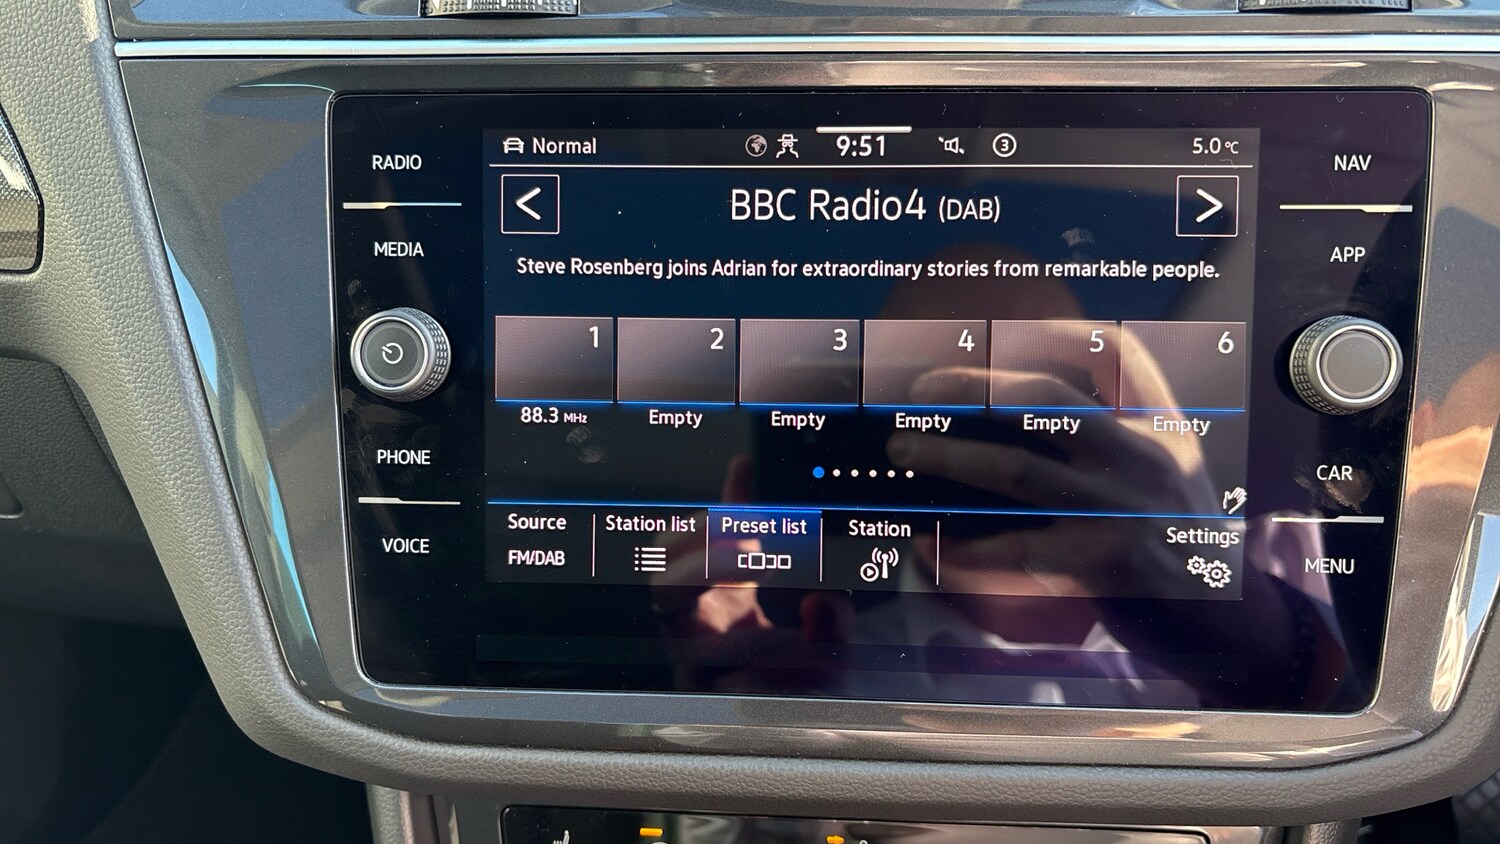 RADIO
MEDIA
PHONE
VOICE
Normal
9:51
3
5.0 °C
<
BBC Radio4 (DAB)
>
Steve Rosenberg joins Adrian for extraordinary stories from remarkable people.
1 2 3 4 5 6
88.3 MHz Empty Empty Empty Empty Empty
Source Station list Preset list Station Settings
FM/DAB
NAV
APP
CAR
MENU